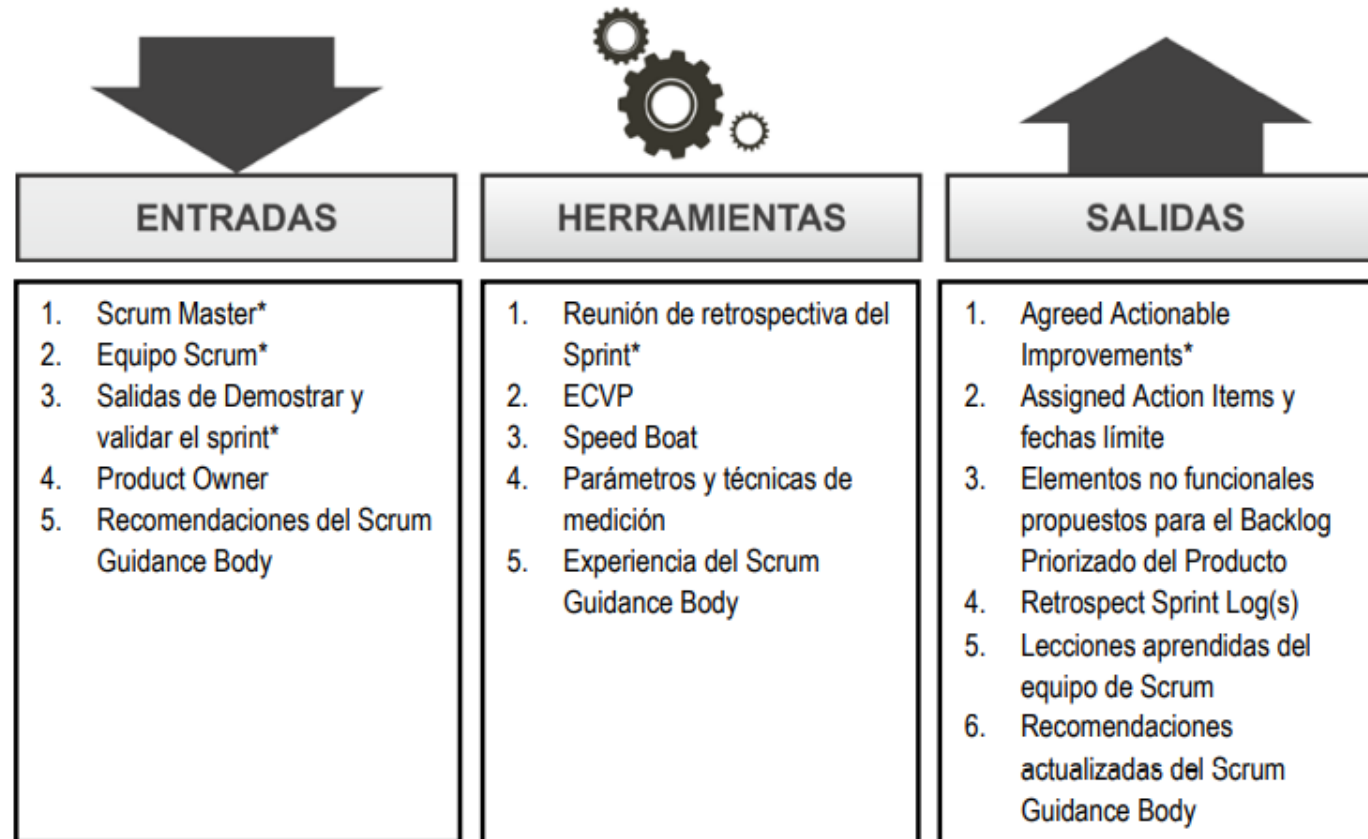 ENTRADAS
1. Scrum Master*
2. Equipo Scrum*
3. Salidas de Demostrar y
validar el sprint*
4. Product Owner
5. Recomendaciones del Scrum
Guidance Body
HERRAMIENTAS
1. Reunión de retrospectiva del
Sprint*
2. ECVP
3. Speed Boat
4. Parámetros y técnicas de
medición
5. Experiencia del Scrum
Guidance Body
SALIDAS
1. Agreed Actionable
Improvements*
2. Assigned Action Items y
fechas límite
3. Elementos no funcionales
propuestos para el Backlog
Priorizado del Producto
4. Retrospect Sprint Log(s)
5. Lecciones aprendidas del
equipo de Scrum
6. Recomendaciones
actualizadas del Scrum
Guidance Body